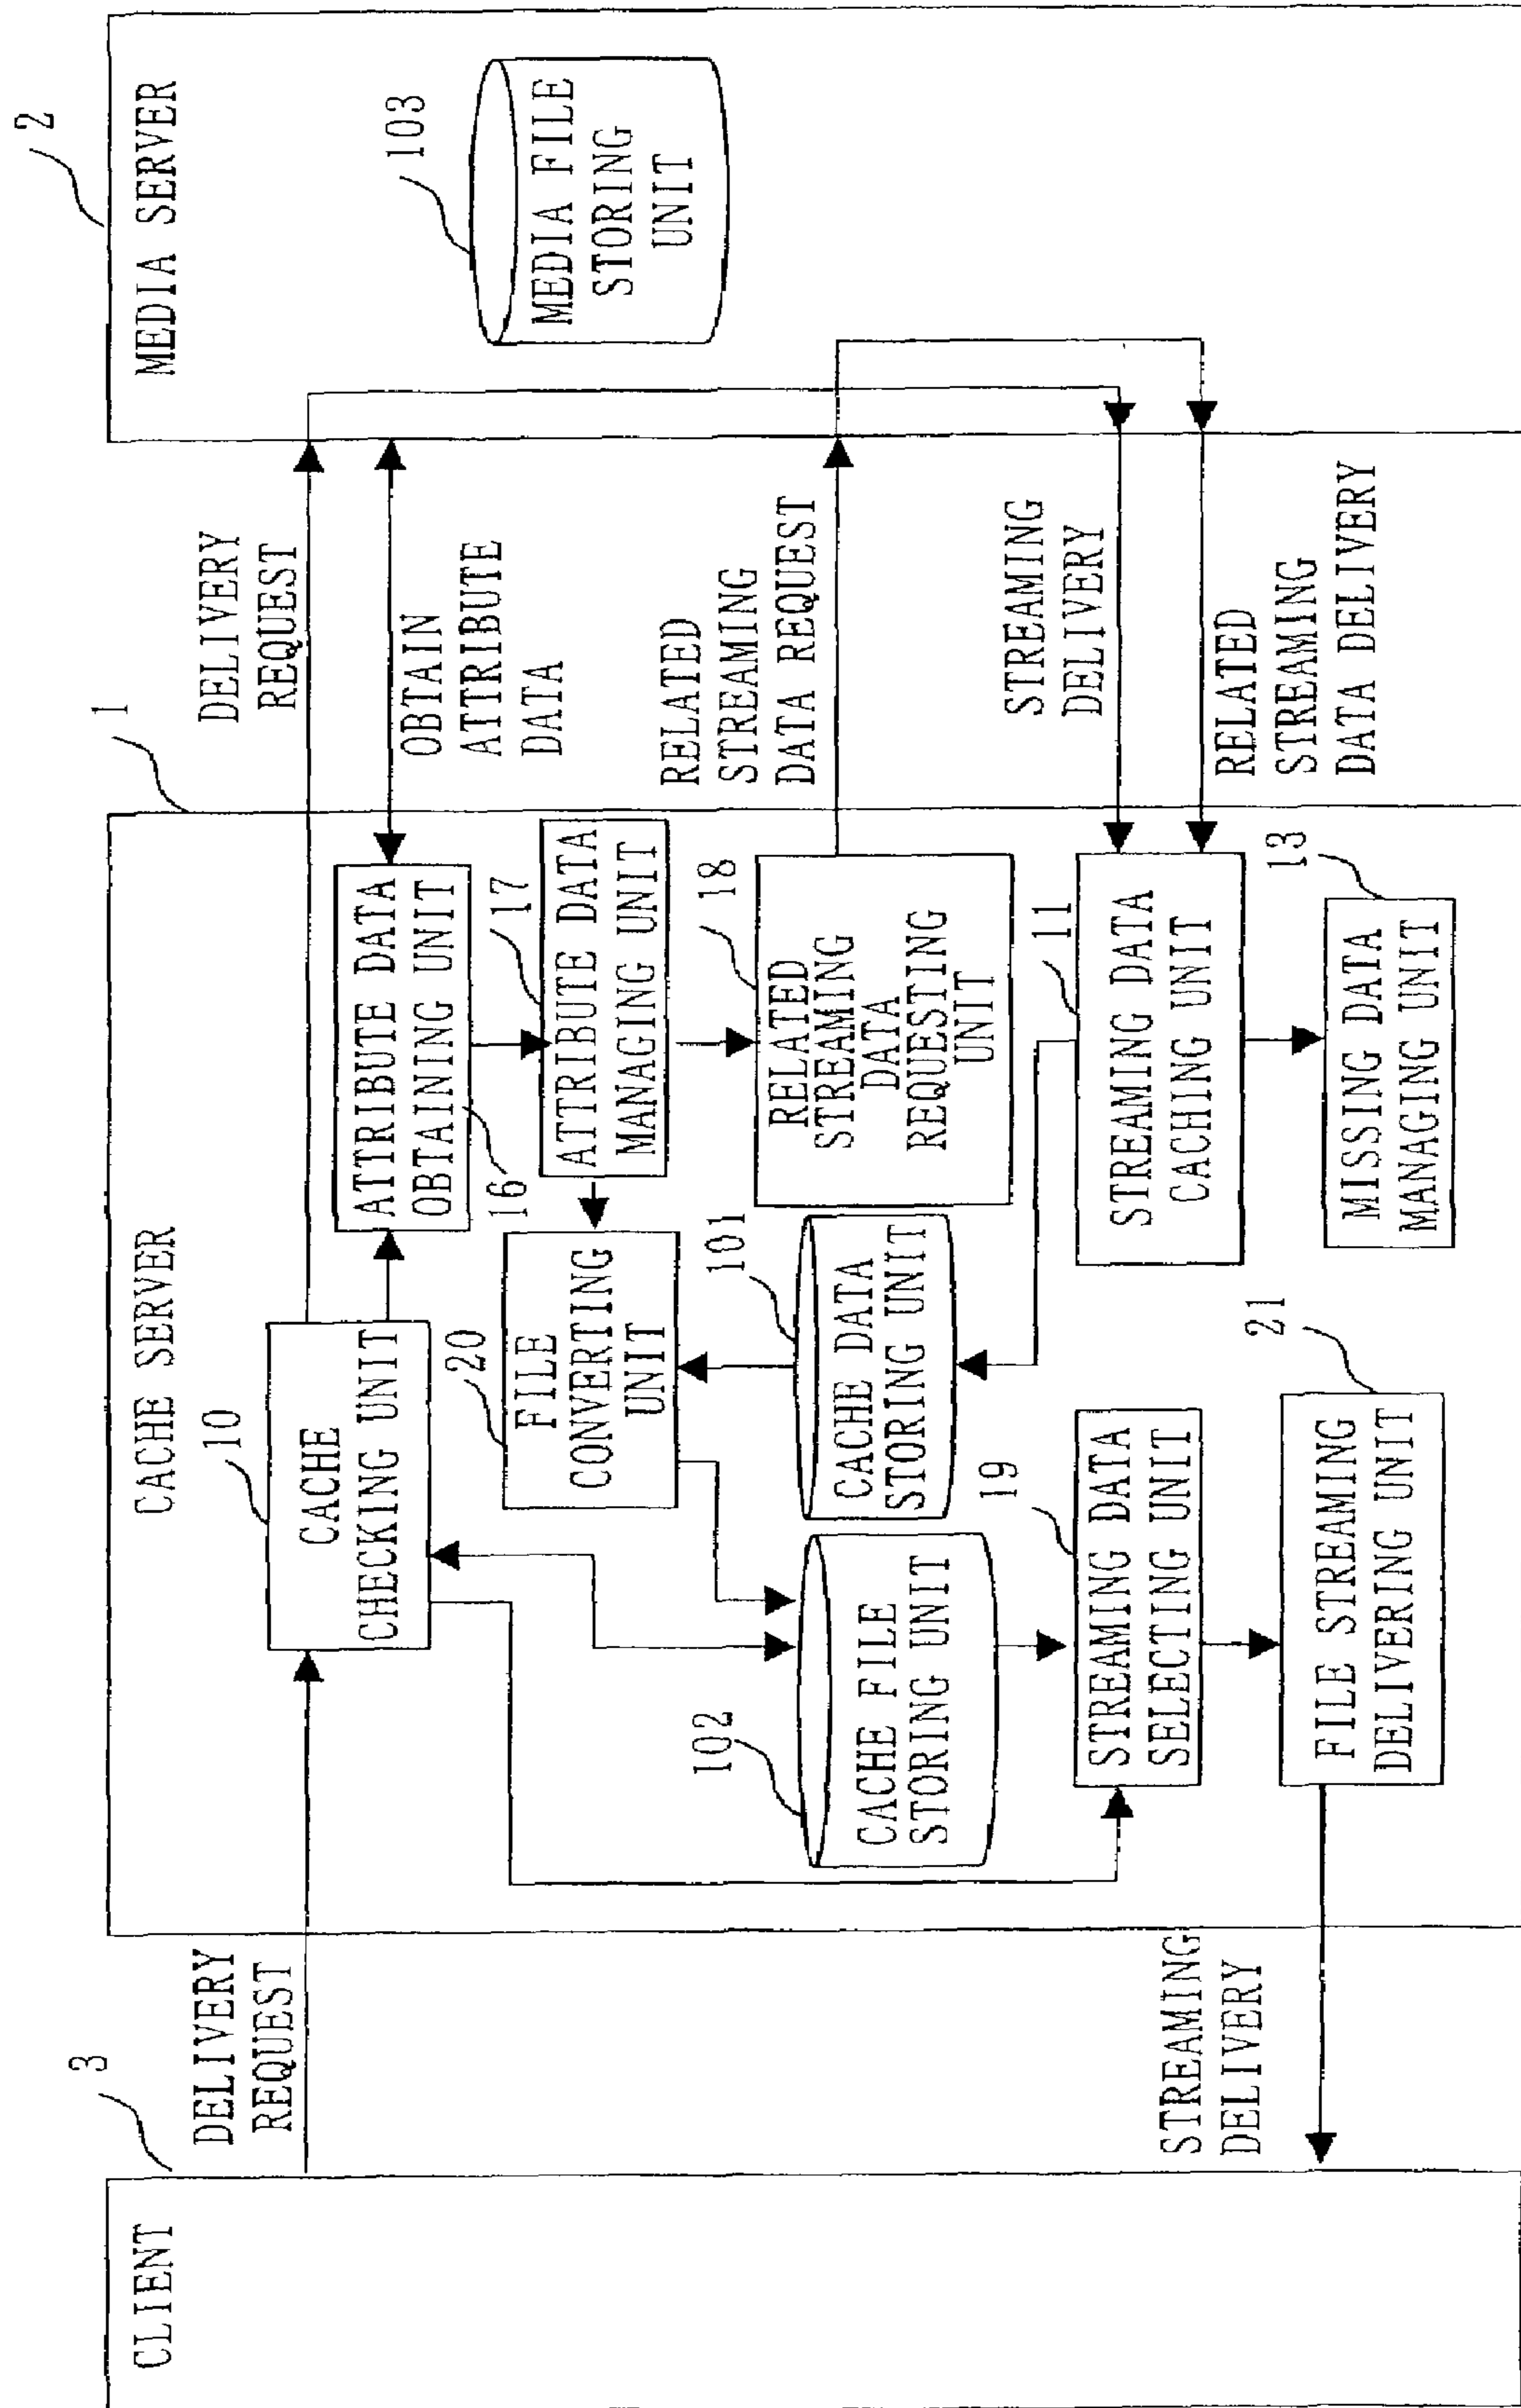 CLIENT
3
DELIVERY
REQUEST
STREAMING
DELIVERY
CACHE SERVER
1
10
CACHE
CHECKING UNIT
ATTRIBUTE DATA
OBTAINING UNIT
16
17
ATTRIBUTE DATA
MANAGING UNIT
20
FILE
CONVERTING
UNIT
18
RELATED
STREAMING
DATA
REQUESTING
UNIT
102
CACHE FILE
STORING UNIT
101
CACHE DATA
STORING UNIT
11
STREAMING DATA
CACHING UNIT
19
STREAMING DATA
SELECTING UNIT
13
MISSING DATA
MANAGING UNIT
21
FILE STREAMING
DELIVERING UNIT
DELIVERY
REQUEST
OBTAIN
ATTRIBUTE
DATA
RELATED
STREAMING
DATA REQUEST
STREAMING
DELIVERY
RELATED
STREAMING
DATA DELIVERY
2
MEDIA SERVER
103
MEDIA FILE
STORING
UNIT